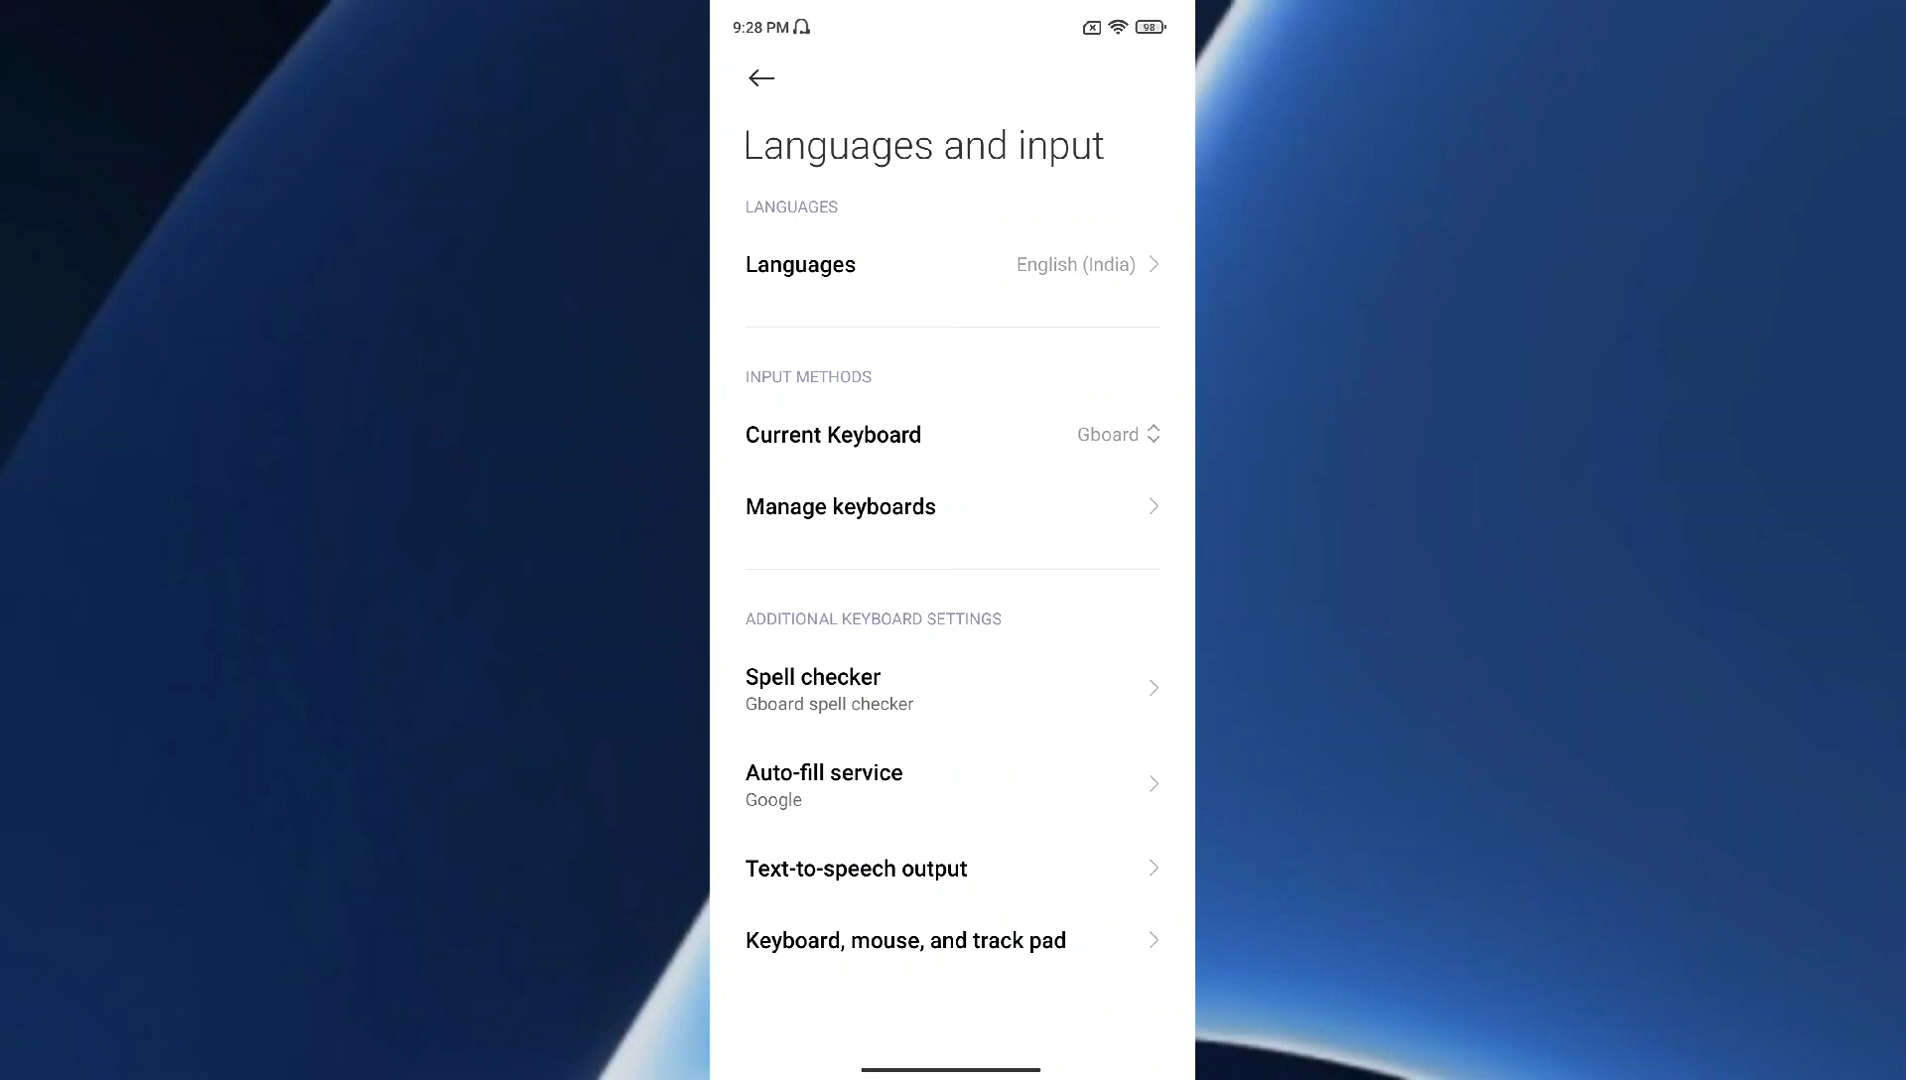 9:28 PM
98
Languages and input
LANGUAGES
Languages
English (India)
INPUT METHODS
Current Keyboard
Gboard
Manage keyboards
ADDITIONAL KEYBOARD SETTINGS
Spell checker
Gboard spell checker
Auto-fill service
Google
Text-to-speech output
Keyboard, mouse, and track pad